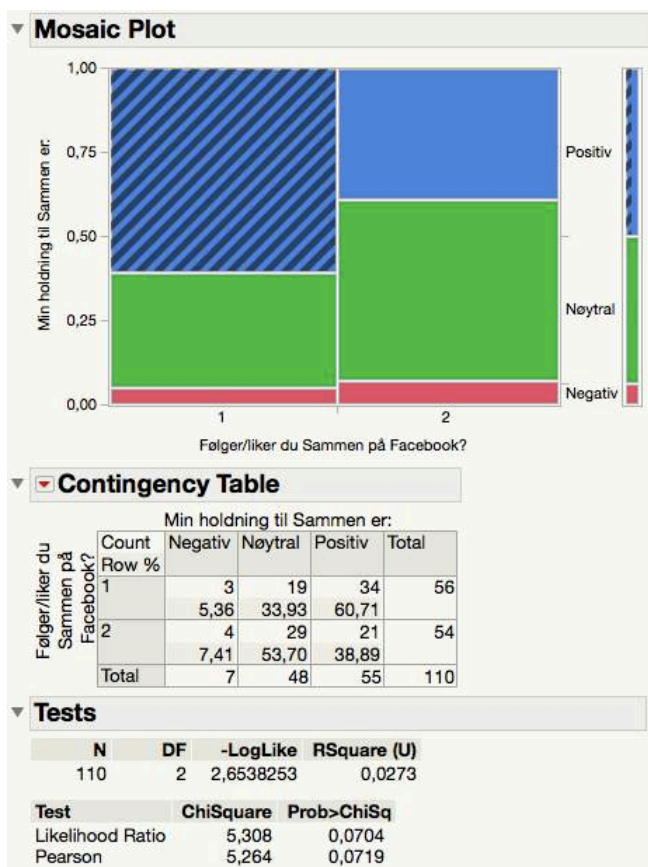 Mosaic Plot
1,00
0,75
0,50
0,25
0,00
Min holdning til Sammen er:
Positiv
Nøytral
Negativ
1 2
Følger/liker du Sammen på Facebook?
Contingency Table
Min holdning til Sammen er:
Følger/liker du
Sammen på
Facebook?
Count Negativ Nøytral Positiv Total
Row %
1 3 19 34 56
5,36 33,93 60,71
2 4 29 21 54
7,41 53,70 38,89
Total 7 48 55 110
Tests
N DF -LogLike RSquare (U)
110 2 2,6538253 0,0273
Test ChiSquare Prob>ChiSq
Likelihood Ratio 5,308 0,0704
Pearson 5,264 0,0719